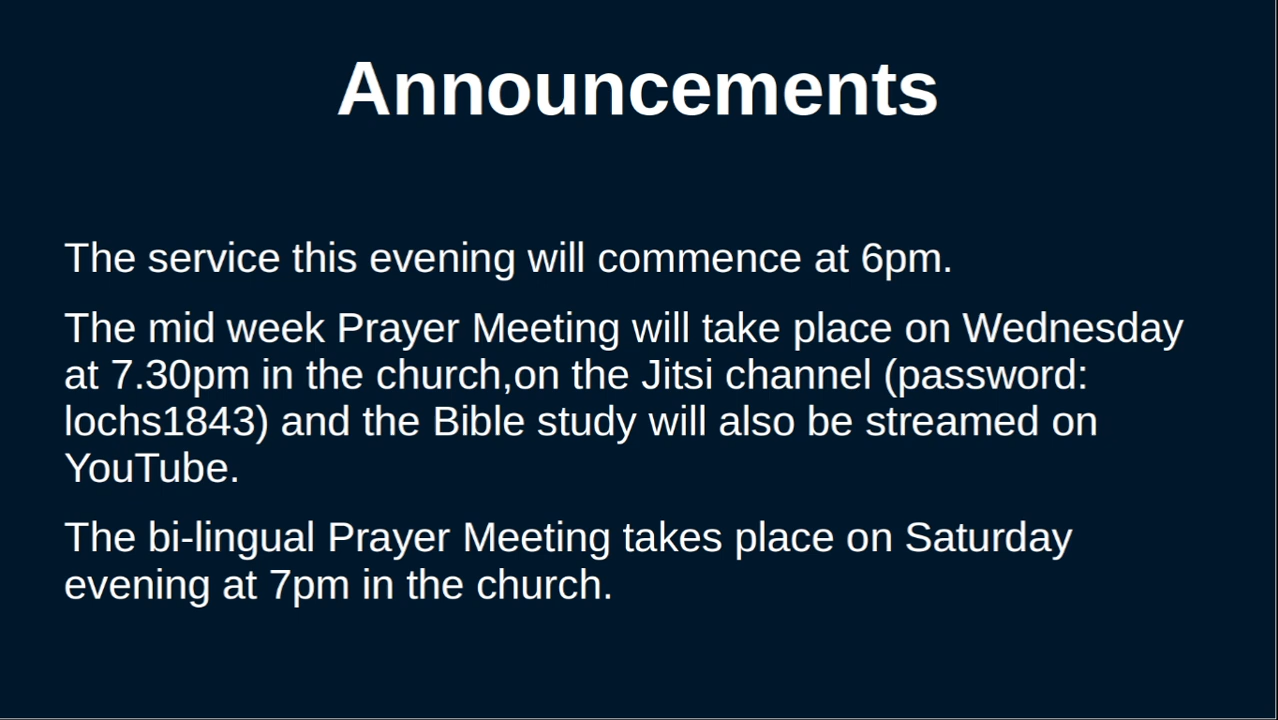 Announcements
The service this evening will commence at 6pm.
The mid week Prayer Meeting will take place on Wednesday
at 7.30pm in the church,on the Jitsi channel (password:
lochs1843) and the Bible study will also be streamed on
YouTube.
The bi-lingual Prayer Meeting takes place on Saturday
evening at 7pm in the church.